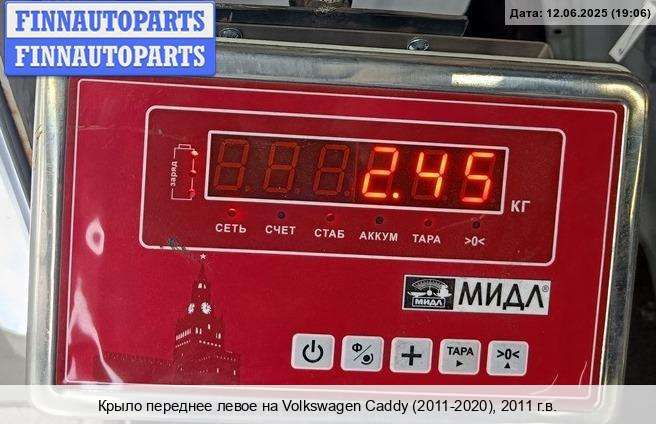 FINNAUTOPARTS
FINNAUTOPARTS
Дата: 12.06.2025 (19:06)
заряд
2.45
КГ
СЕТЬ СЧЕТ СТАБ АККУМ ТАРА >0<
МИДЛ МИДЛ®
Ф/ + ТАРА >0<
Крыло переднее левое на Volkswagen Caddy (2011-2020), 2011 г.в.